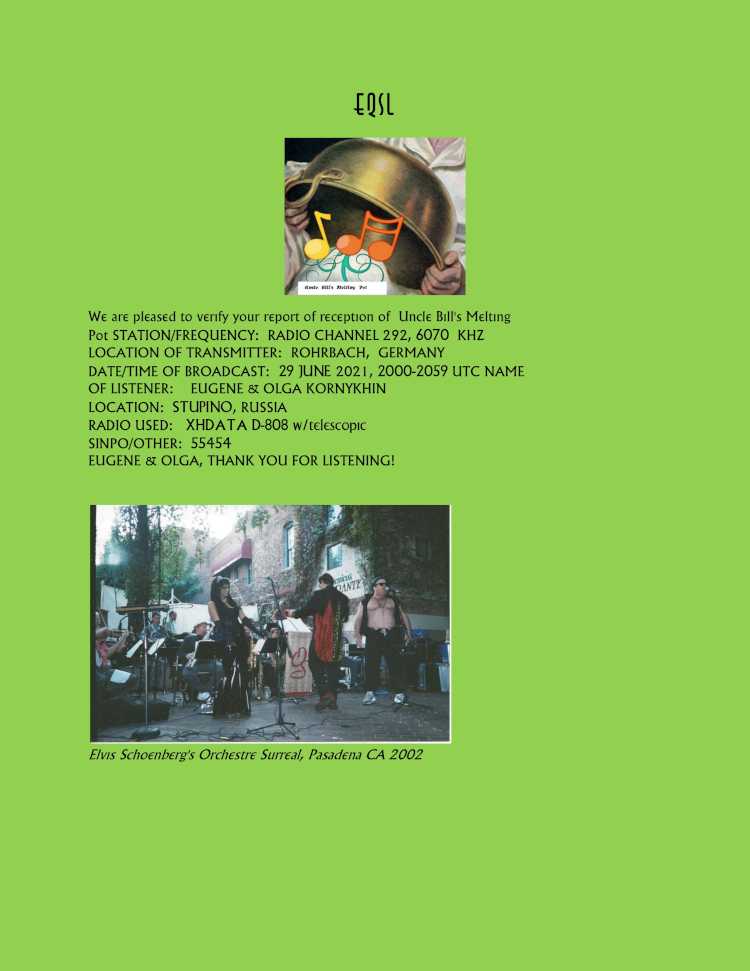 EQSL
Uncle Bill's Melting Pot
We are pleased to verify your report of reception of Uncle Bill's Melting
Pot STATION/FREQUENCY: RADIO CHANNEL 292, 6070 KHZ
LOCATION OF TRANSMITTER: ROHRBACH, GERMANY
DATE/TIME OF BROADCAST: 29 JUNE 2021, 2000-2059 UTC NAME
OF LISTENER: EUGENE & OLGA KORNYKHIN
LOCATION: STUPINO, RUSSIA
RADIO USED: XHDATA D-808 w/telescopic
SINPO/OTHER: 55454
EUGENE & OLGA, THANK YOU FOR LISTENING!
Elvis Schoenberg's Orchestre Surreal, Pasadena CA 2002